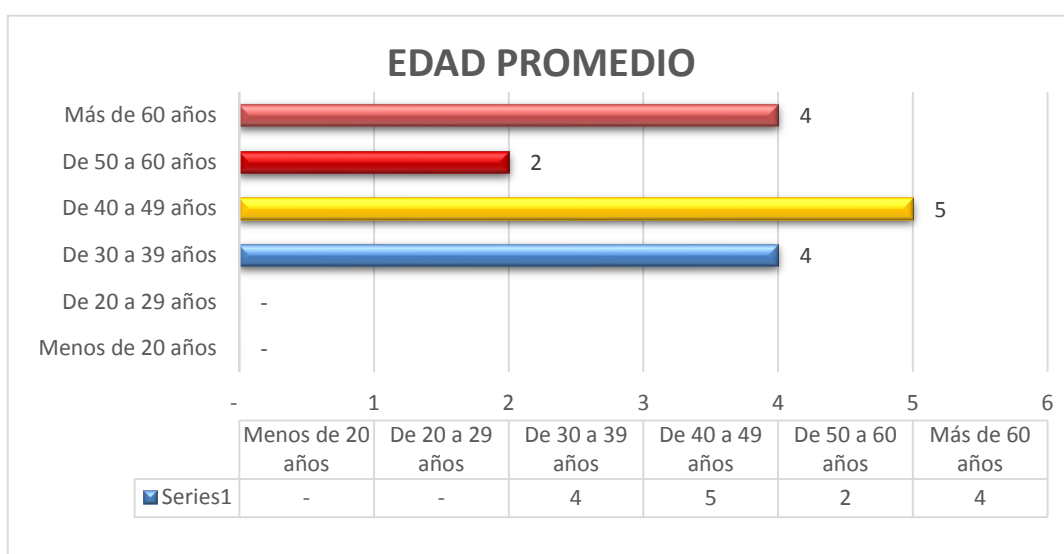 EDAD PROMEDIO
Más de 60 años
4
De 50 a 60 años
2
De 40 a 49 años
5
De 30 a 39 años
4
De 20 a 29 años
-
Menos de 20 años
-
- 1 2 3 4 5 6
Menos de 20 años
De 20 a 29 años
De 30 a 39 años
De 40 a 49 años
De 50 a 60 años
Más de 60 años
Series1 - - 4 5 2 4